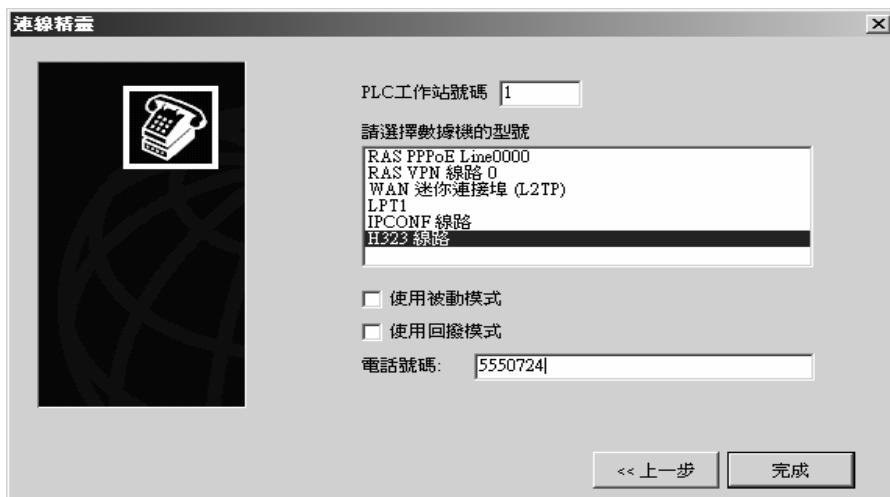 連線精靈
PLC工作站號碼 1
請選擇數據機的型號
RAS PPPoE Line0000
RAS VPN 線路 0
WAN 迷你連接埠 (L2TP)
LPT1
IPCONF 線路
H323 線路
使用被動模式
使用回撥模式
電話號碼: 5550724
<< 上一步
完成